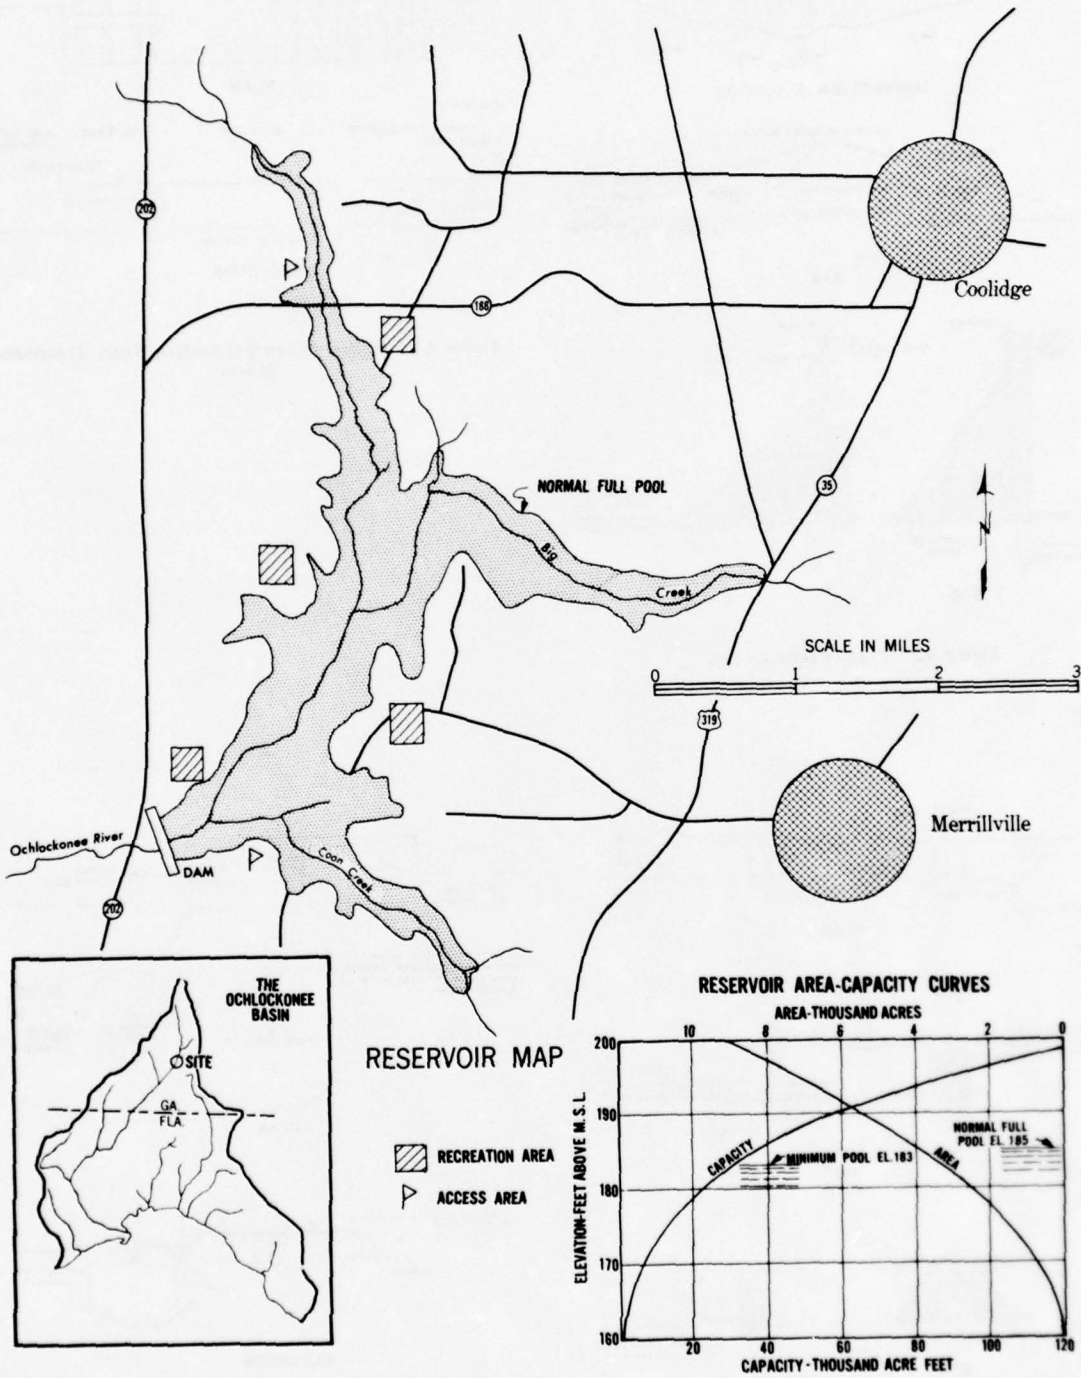 202
188
Coolidge
NORMAL FULL POOL
35
Big
Creek
N
SCALE IN MILES
0 1 2 3
319
Merrillville
Ochlockonee River
DAM
Coon
Creek
202
THE
OCHLOCKONEE
BASIN
SITE
GA.
FLA.
RESERVOIR MAP
RECREATION AREA
ACCESS AREA
RESERVOIR AREA-CAPACITY CURVES
AREA-THOUSAND ACRES
10 8 6 4 2 0
200
190
180
170
160
ELEVATION-FEET ABOVE M.S.L.
NORMAL FULL
POOL EL. 185
CAPACITY
MINIMUM POOL EL. 183
AREA
20 40 60 80 100 120
CAPACITY - THOUSAND ACRE FEET